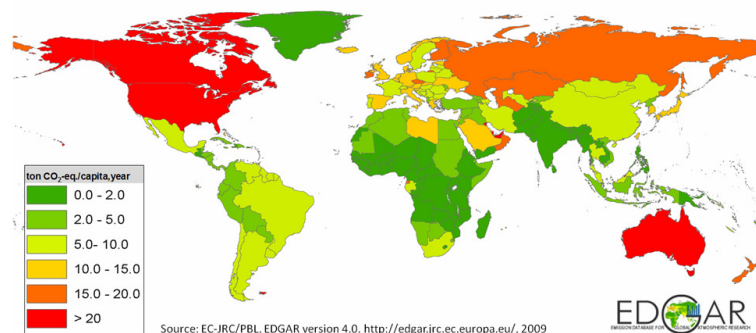 ton CO₂-eq./capita,year
0.0 - 2.0
2.0 - 5.0
5.0- 10.0
10.0 - 15.0
15.0 - 20.0
> 20
Source: EC-JRC/PBL. EDGAR version 4.0. http://edgar.jrc.ec.europa.eu/, 2009
EDGAR
EMISSION DATABASE FOR GLOBAL ATMOSPHERIC RESEARCH